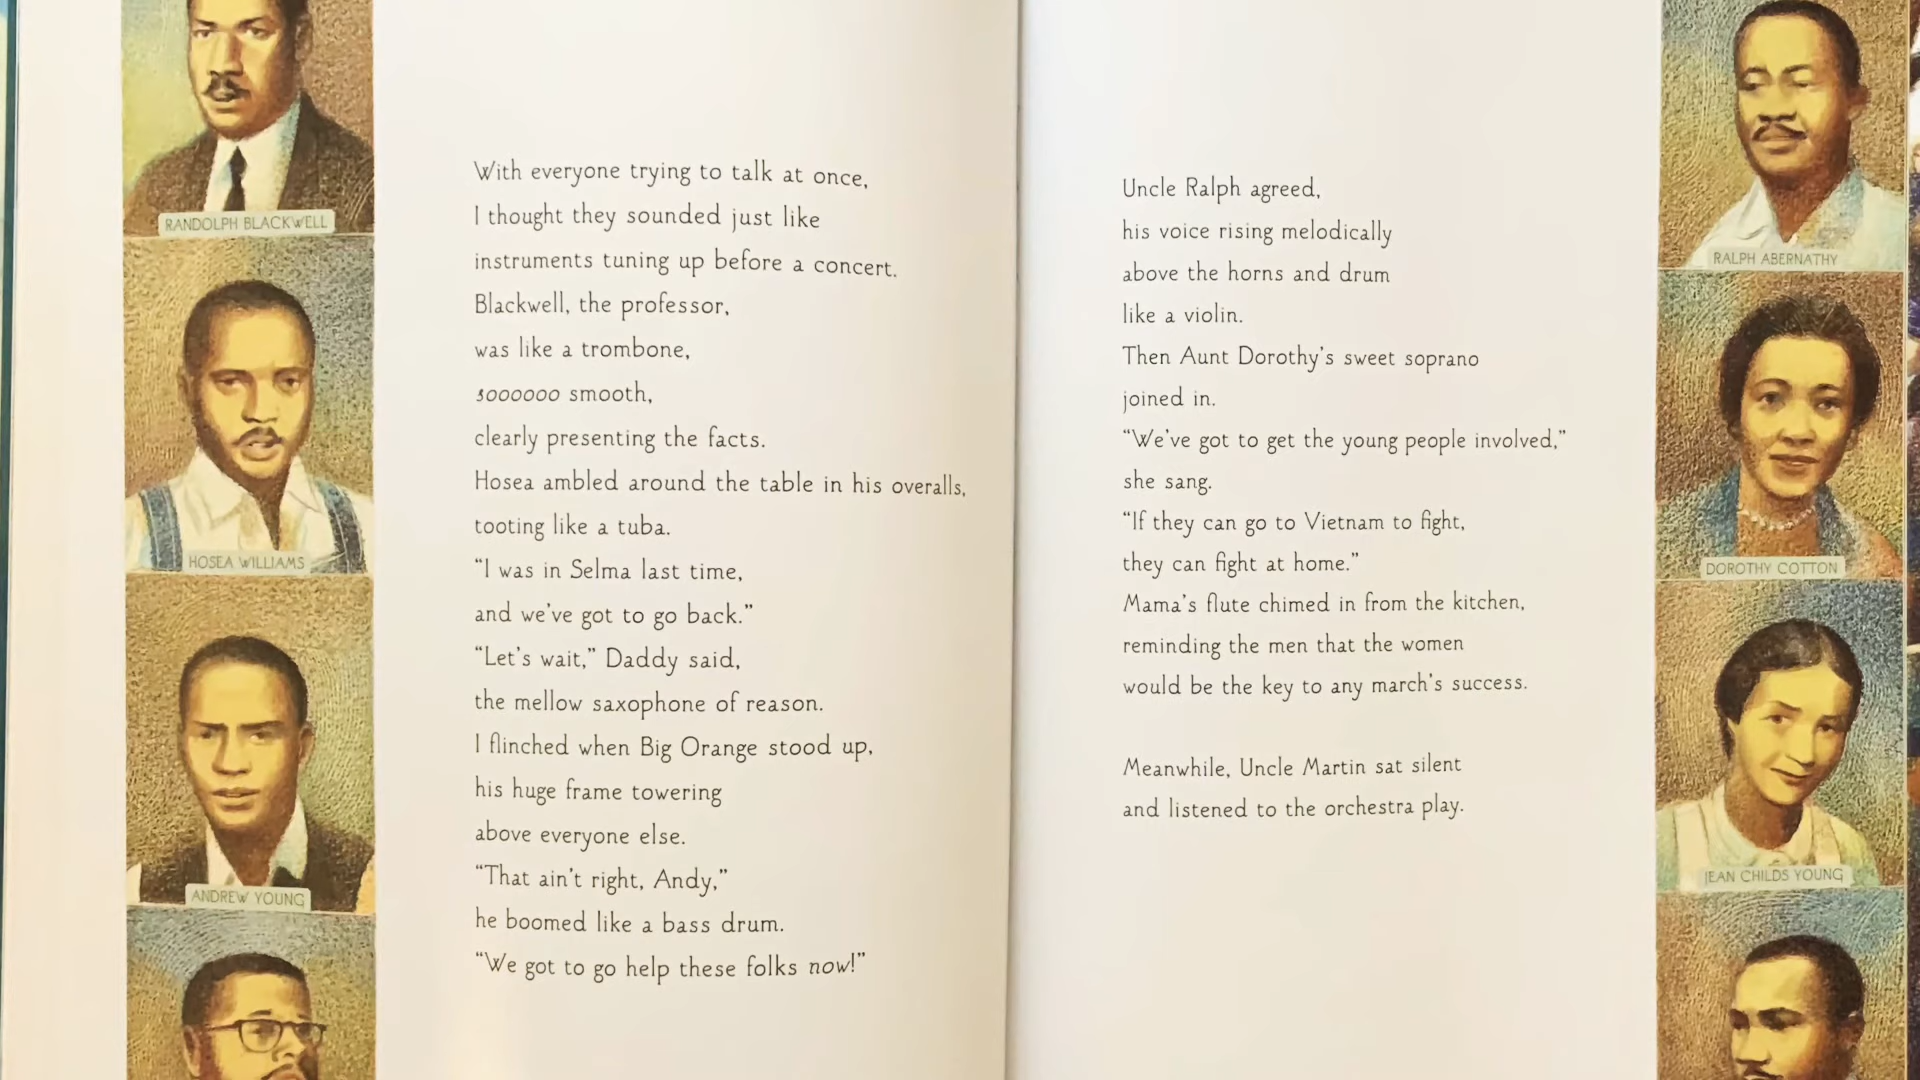 RANDOLPH BLACKWELL
HOSEA WILLIAMS
ANDREW YOUNG
With everyone trying to talk at once,
I thought they sounded just like
instruments tuning up before a concert.
Blackwell, the professor,
was like a trombone,
soooooo smooth,
clearly presenting the facts.
Hosea ambled around the table in his overalls,
tooting like a tuba.
“I was in Selma last time,
and we’ve got to go back.”
“Let’s wait,” Daddy said,
the mellow saxophone of reason.
I flinched when Big Orange stood up,
his huge frame towering
above everyone else.
“That ain’t right, Andy,”
he boomed like a bass drum.
“We got to go help these folks now!”
Uncle Ralph agreed,
his voice rising melodically
above the horns and drum
like a violin.
Then Aunt Dorothy’s sweet soprano
joined in.
“We’ve got to get the young people involved,”
she sang.
“If they can go to Vietnam to fight,
they can fight at home.”
Mama’s flute chimed in from the kitchen,
reminding the men that the women
would be the key to any march’s success.
Meanwhile, Uncle Martin sat silent
and listened to the orchestra play.
RALPH ABERNATHY
DOROTHY COTTON
JEAN CHILDS YOUNG